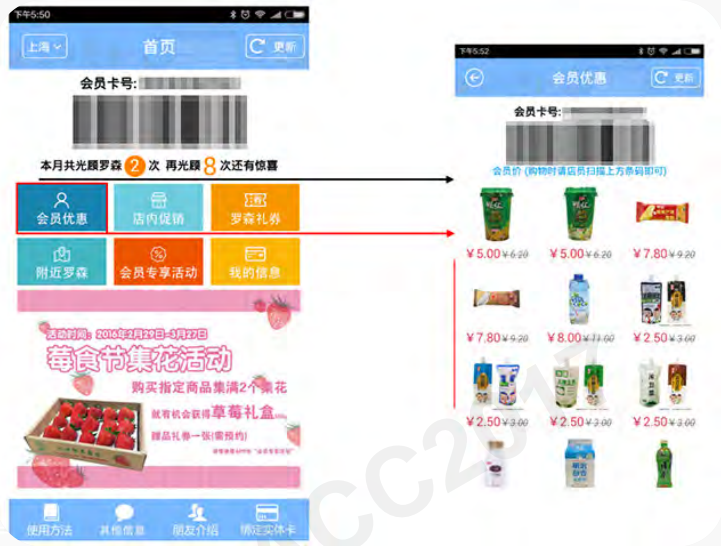 下午5:50
上海
首页
更新
会员卡号:
本月共光顾罗森 2 次 再光顾 8 次还有惊喜
会员优惠
店内促销
罗森礼券
附近罗森
会员专享活动
我的信息
活动时间：2016年2月29日-3月27日
莓食节集花活动
购买指定商品集满2个集花
就有机会获得草莓礼盒
赠品礼券一张(需预约)
使用方法
其他信息
朋友介绍
绑定实体卡
下午5:52
会员优惠
更新
会员卡号:
会员价 (购物时请店员扫描上方条码即可)
¥5.00 ¥6.20
¥5.00 ¥6.20
¥7.80 ¥9.20
¥7.80 ¥9.20
¥8.00 ¥11.00
¥2.50 ¥3.00
¥2.50 ¥3.00
¥2.50 ¥3.00
¥2.50 ¥3.00
ACC2017